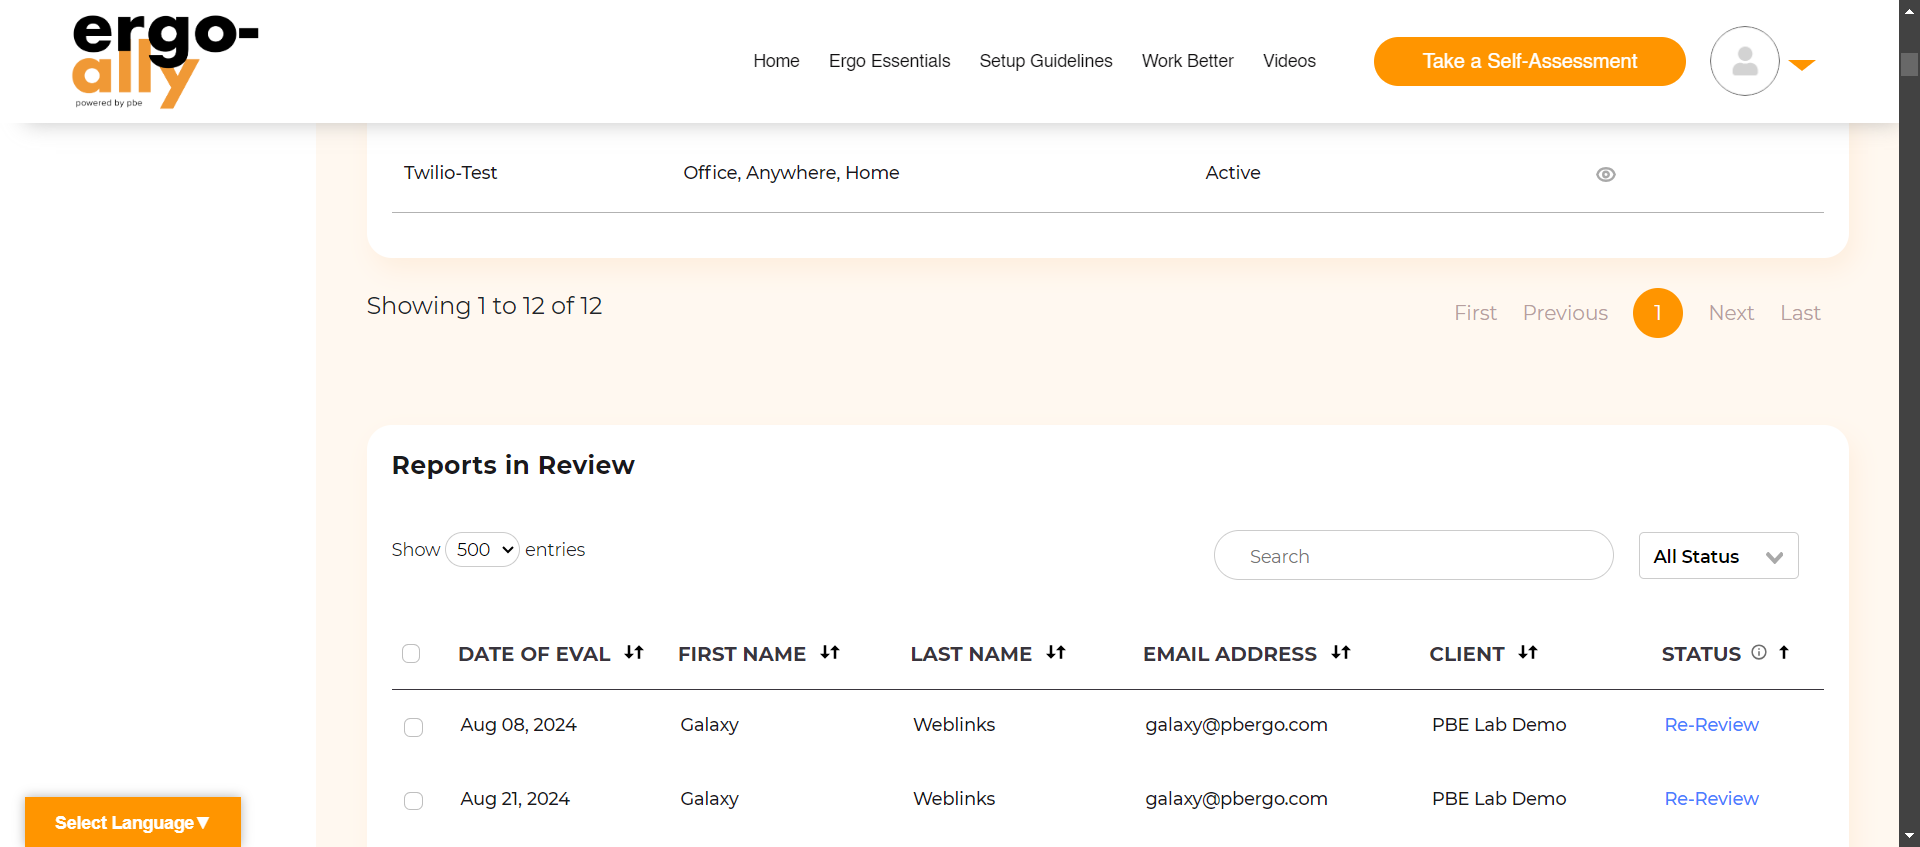 ergo-
ally
powered by pbe
Home Ergo Essentials Setup Guidelines Work Better Videos Take a Self-Assessment
Twilio-Test Office, Anywhere, Home Active
Showing 1 to 12 of 12
First Previous 1 Next Last
Reports in Review
Show 500 entries
Search
All Status
DATE OF EVAL FIRST NAME LAST NAME EMAIL ADDRESS CLIENT STATUS
Aug 08, 2024 Galaxy Weblinks galaxy@pbergo.com PBE Lab Demo Re-Review
Aug 21, 2024 Galaxy Weblinks galaxy@pbergo.com PBE Lab Demo Re-Review
Select Language▼